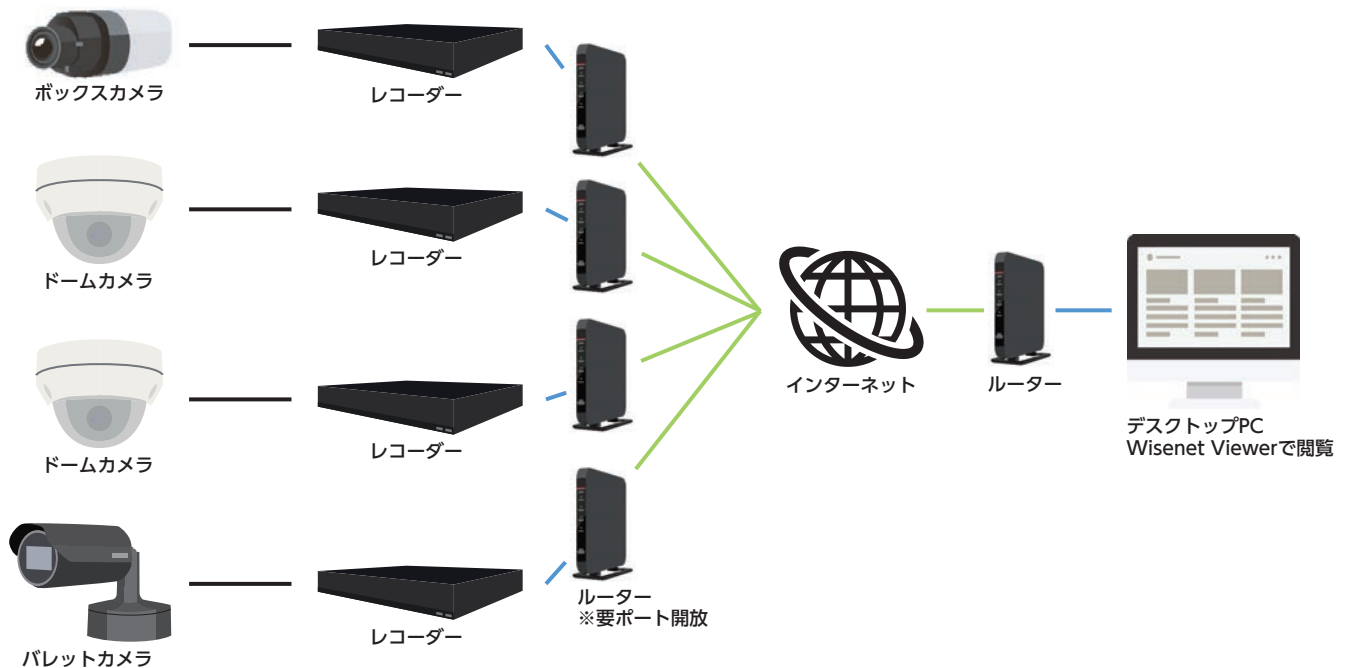 ボックスカメラ
レコーダー
ドームカメラ
レコーダー
ドームカメラ
レコーダー
バレットカメラ
レコーダー
ルーター
※要ポート開放
インターネット
ルーター
デスクトップPC
Wisenet Viewerで閲覧